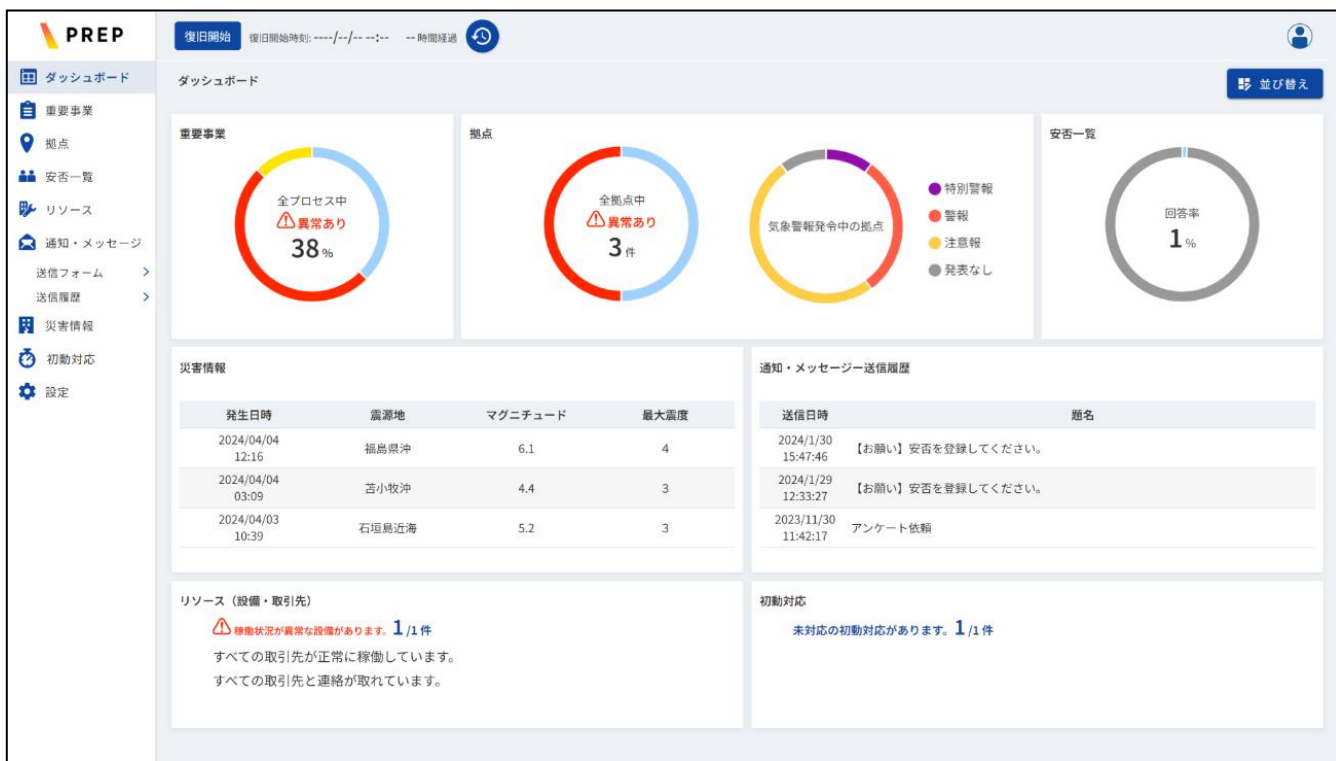 PREP
復旧開始 復旧開始時刻: ----/--/-- --:-- -- 時間経過
ダッシュボード
重要事業
拠点
安否一覧
リソース
通知・メッセージ
送信フォーム
送信履歴
災害情報
初動対応
設定
ダッシュボード
並び替え
重要事業
全プロセス中
異常あり
38 %
拠点
全拠点中
異常あり
3 件
気象警報発令中の拠点
特別警報
警報
注意報
発表なし
安否一覧
回答率
1 %
災害情報
発生日時 震源地 マグニチュード 最大震度
2024/04/04 12:16 福島県沖 6.1 4
2024/04/04 03:09 苫小牧沖 4.4 3
2024/04/03 10:39 石垣島近海 5.2 3
通知・メッセージー送信履歴
送信日時 題名
2024/1/30 15:47:46 【お願い】安否を登録してください。
2024/1/29 12:33:27 【お願い】安否を登録してください。
2023/11/30 11:42:17 アンケート依頼
リソース（設備・取引先）
稼働状況が異常な設備があります。 1 /1 件
すべての取引先が正常に稼働しています。
すべての取引先と連絡が取れています。
初動対応
未対応の初動対応があります。 1 /1 件